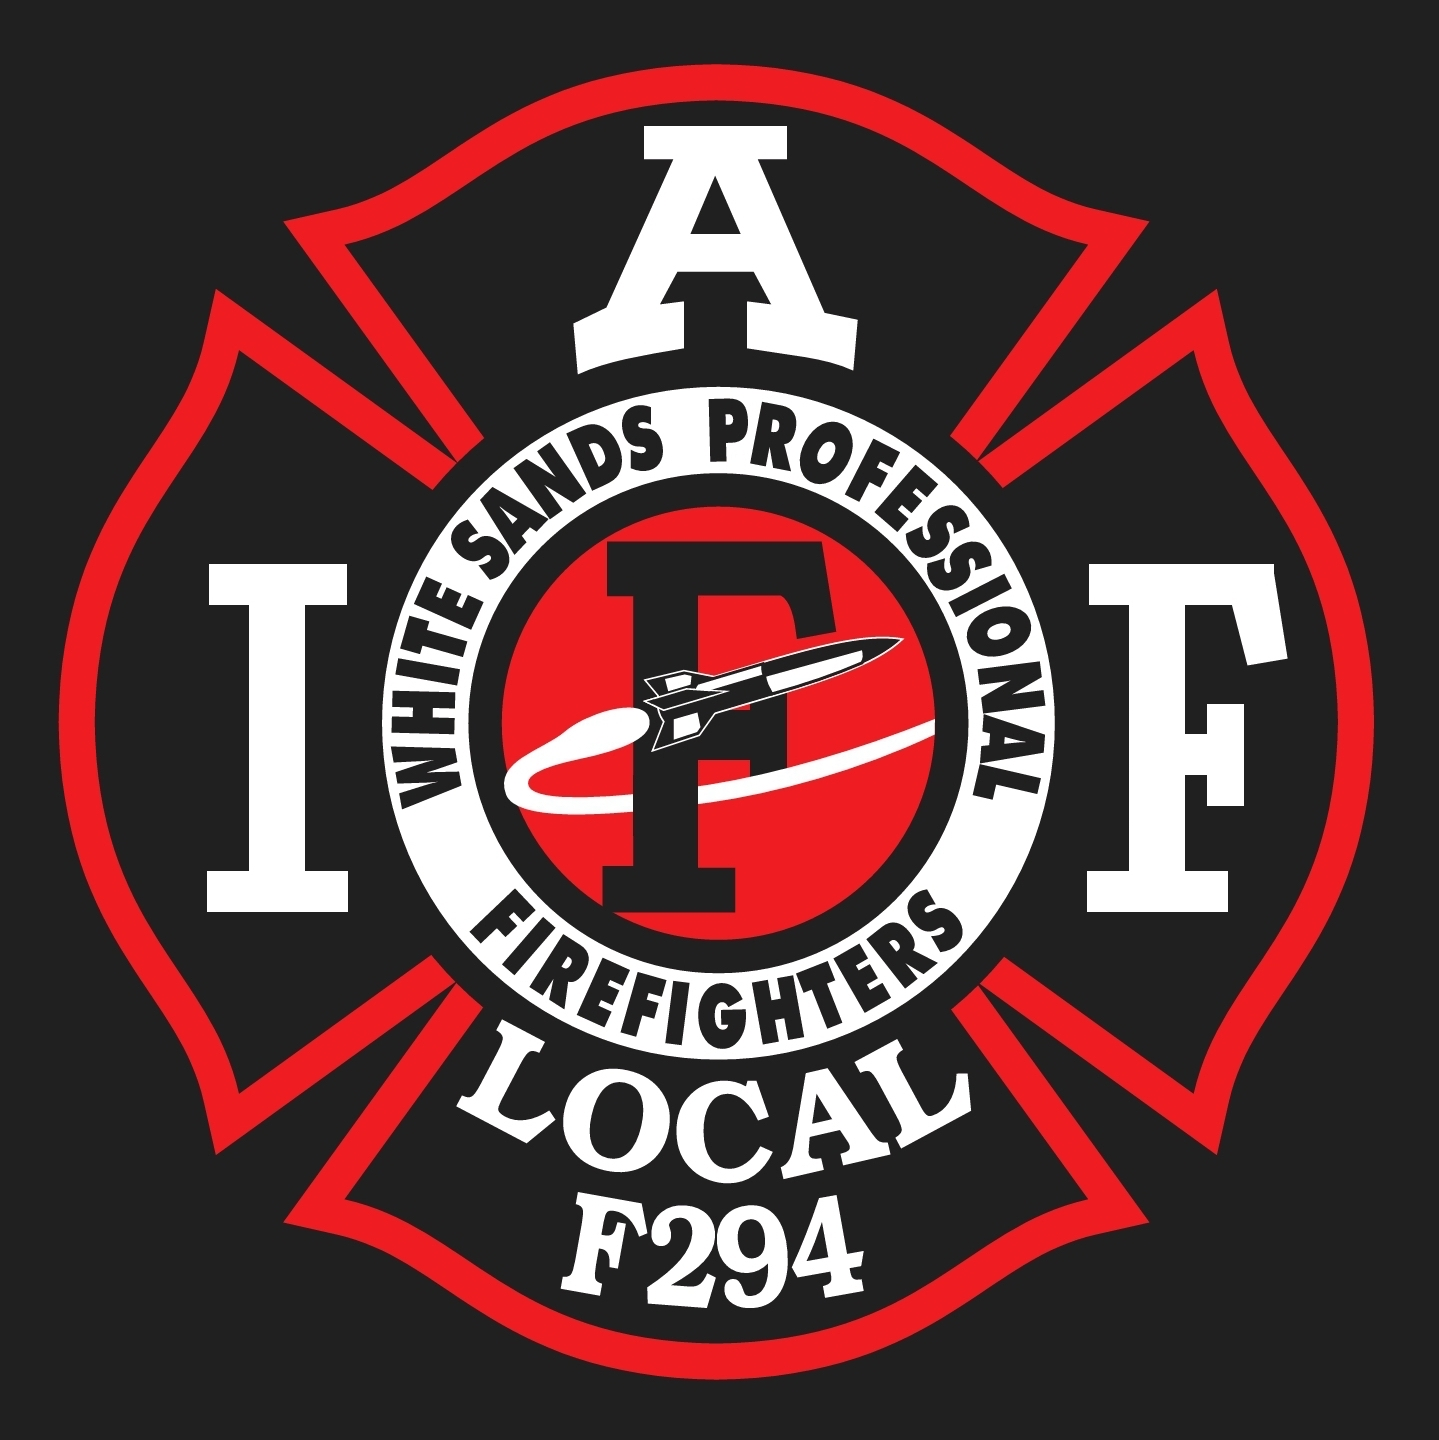 A
WHITE SANDS PROFESSIONAL
I F F
FIREFIGHTERS
LOCAL
F294